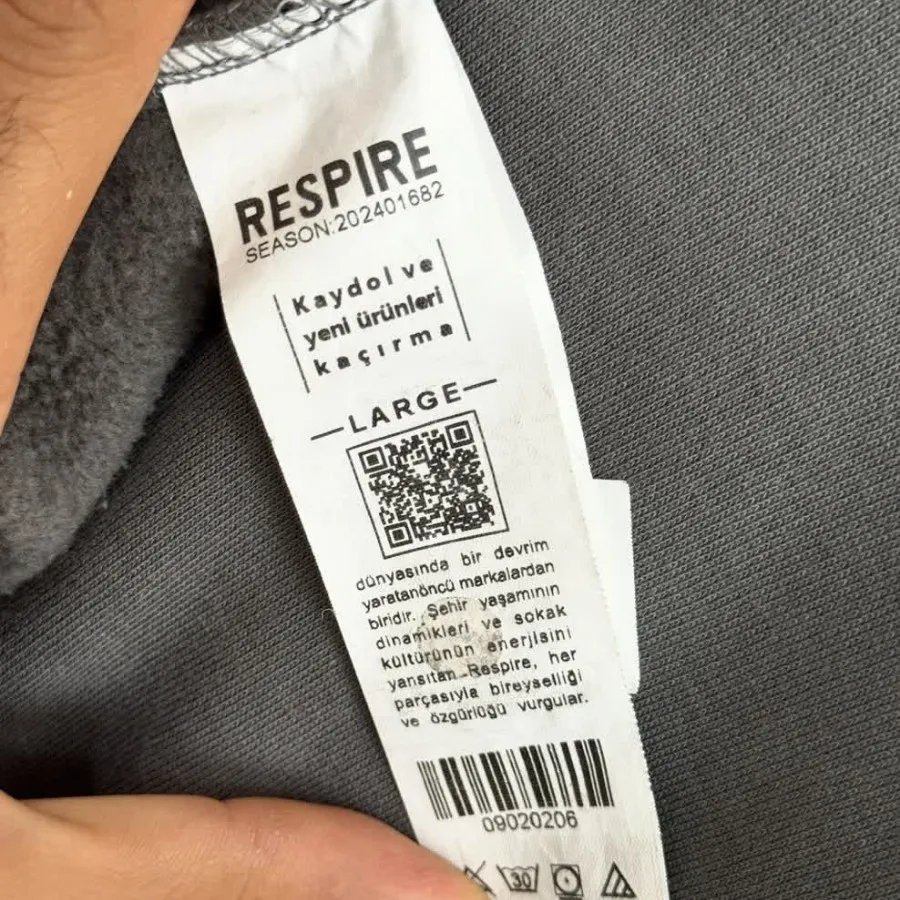 RESPIRE
SEASON:202401682
Kaydol ve
yeni ürünleri
kaçırma
LARGE
dünyasında bir devrim
yaratanöncü markalardan
biridir. Şehir yaşamının
dinamikleri ve sokak
kültürünün enerjisini
yansıtan Respire, her
parçasıyla bireyselliği
ve özgürlüğü vurgular.
09020206
30